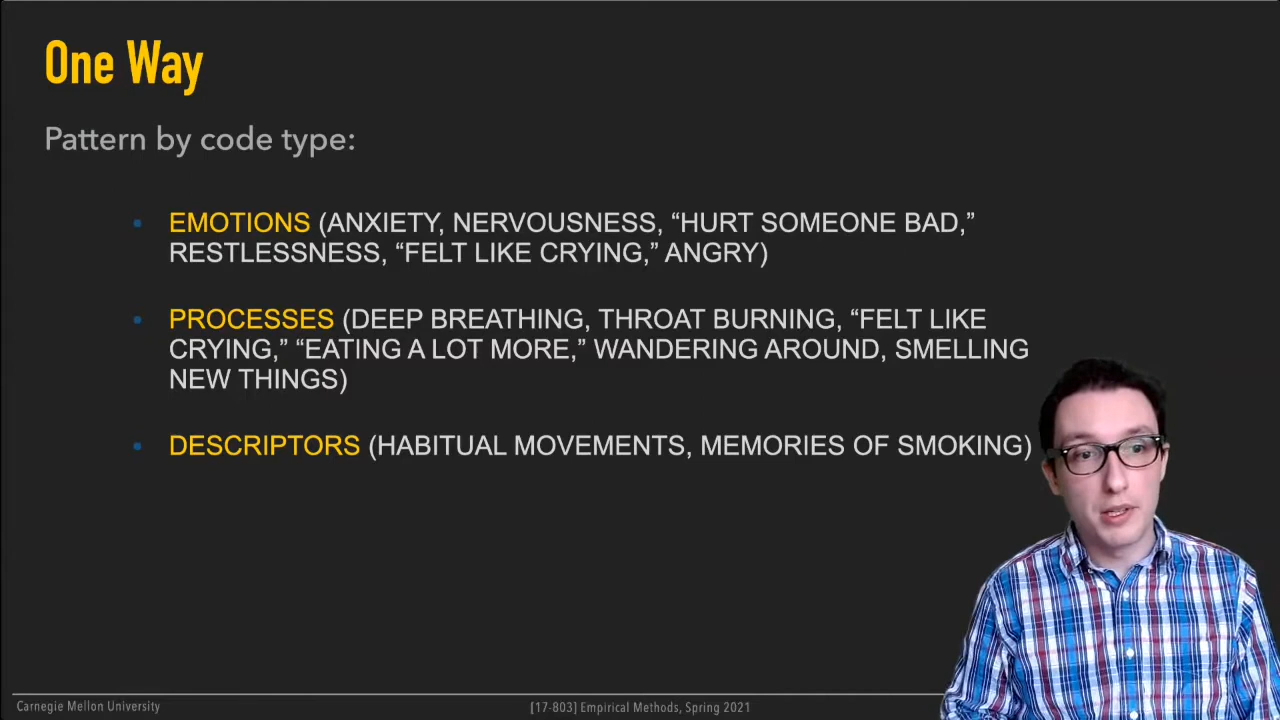 One Way
Pattern by code type:
• EMOTIONS (ANXIETY, NERVOUSNESS, “HURT SOMEONE BAD,”
RESTLESSNESS, “FELT LIKE CRYING,” ANGRY)
• PROCESSES (DEEP BREATHING, THROAT BURNING, “FELT LIKE
CRYING,” “EATING A LOT MORE,” WANDERING AROUND, SMELLING
NEW THINGS)
• DESCRIPTORS (HABITUAL MOVEMENTS, MEMORIES OF SMOKING)
Carnegie Mellon University
[17-803] Empirical Methods, Spring 2021